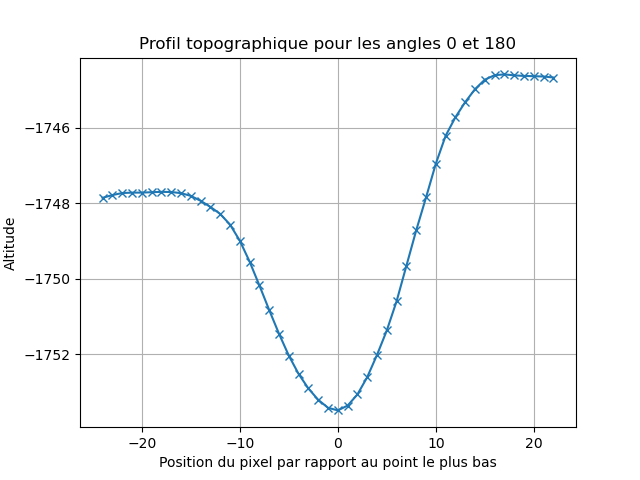 Profil topographique pour les angles 0 et 180
Altitude
−1746
−1748
−1750
−1752
−20 −10 0 10 20
Position du pixel par rapport au point le plus bas